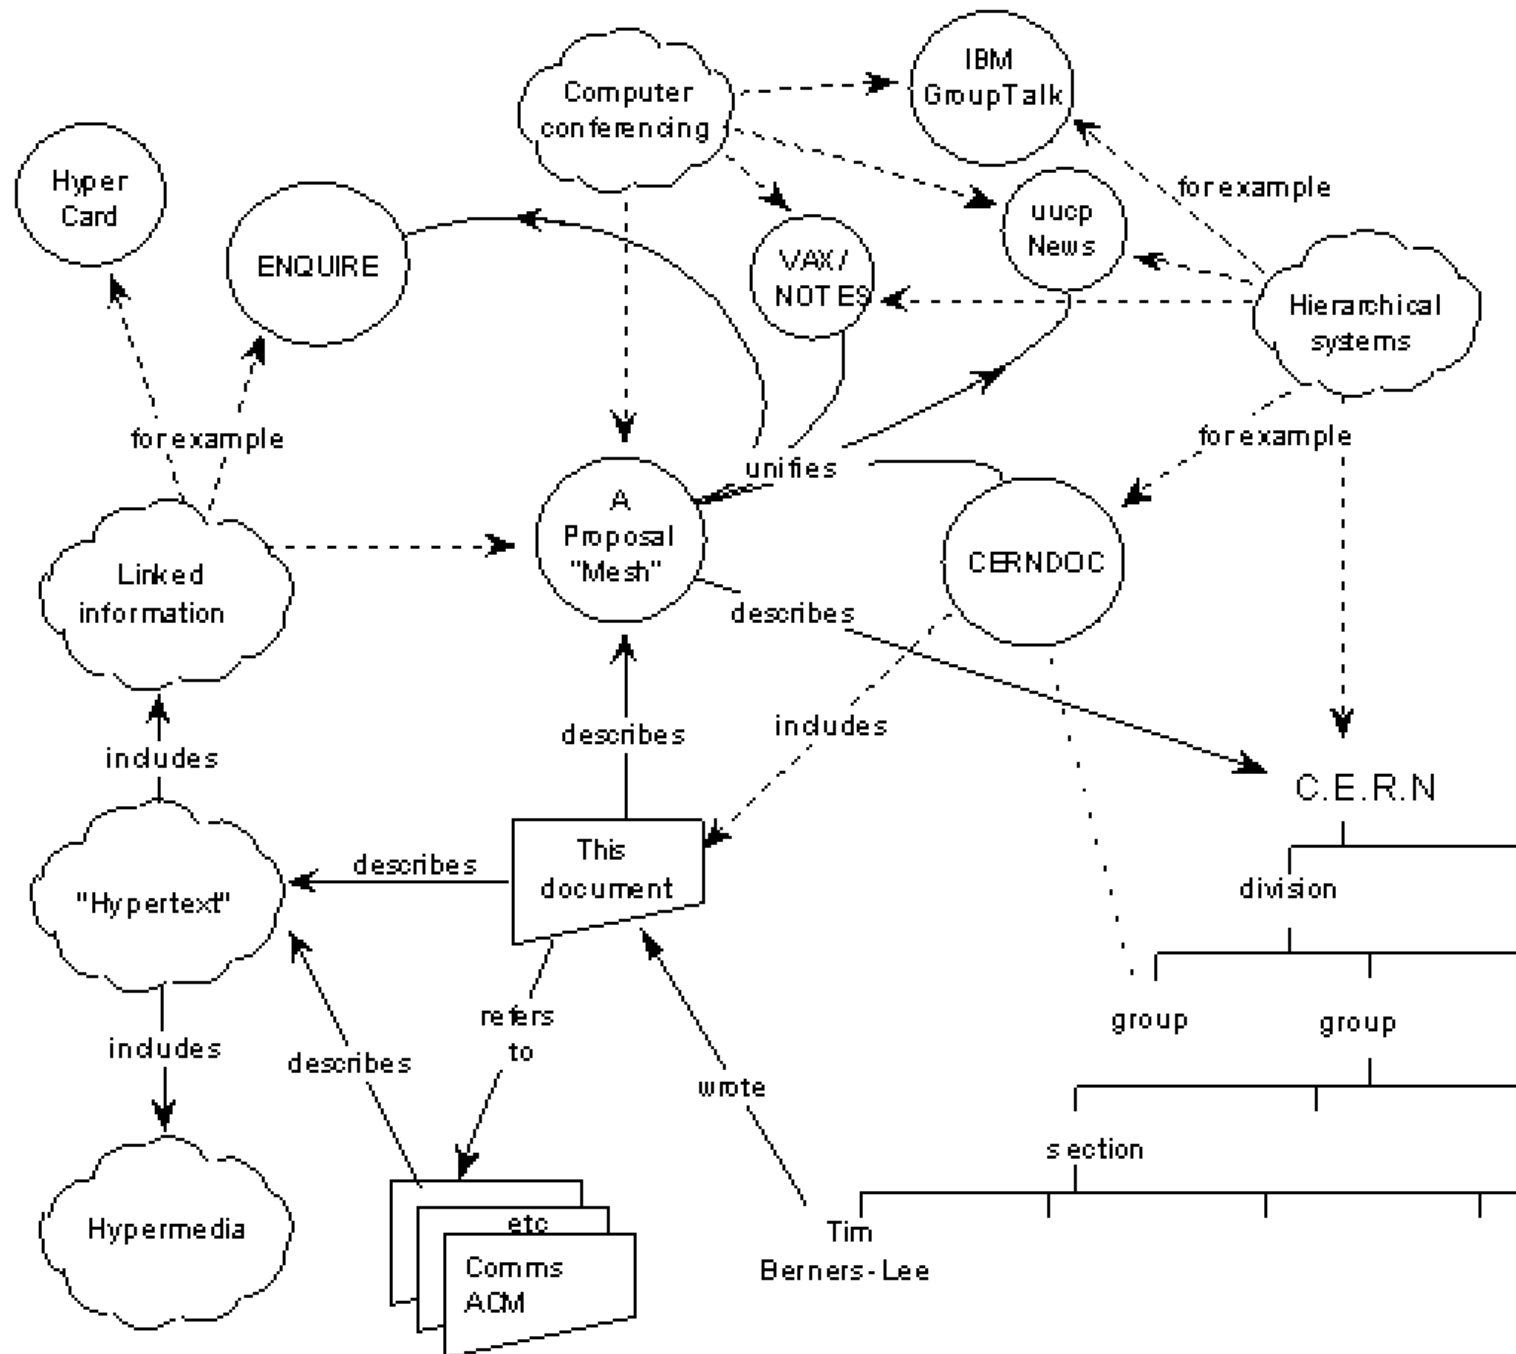 IBM
GroupTalk
Computer
conferencing
Hyper
Card
for example
uucp
News
ENQUIRE
VAX/
NOTES
Hierarchical
systems
for example
for example
unifies
A
Proposal
"Mesh"
CERNDOC
Linked
information
describes
includes
describes
includes
C.E.R.N
This
document
describes
division
"Hypertext"
refers
to
group
group
includes
describes
wrote
section
Hypermedia
etc
Tim
Berners-Lee
Comms
ACM